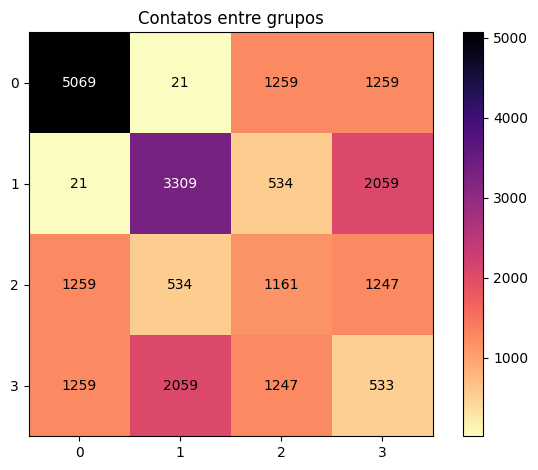 Contatos entre grupos
0 5069 21 1259 1259
1 21 3309 534 2059
2 1259 534 1161 1247
3 1259 2059 1247 533
0 1 2 3
5000
4000
3000
2000
1000